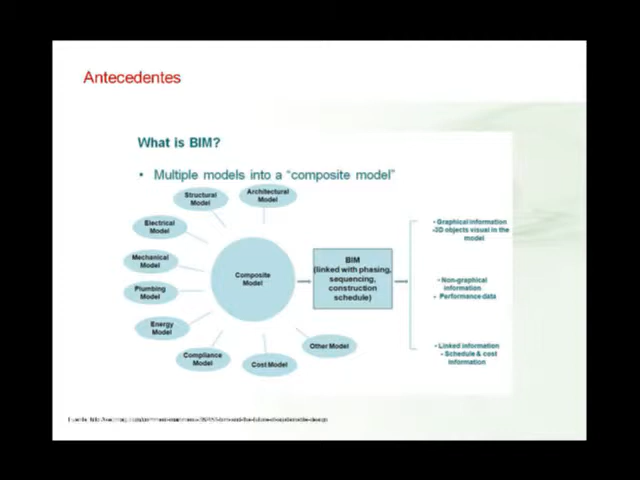 Antecedentes
What is BIM?
• Multiple models into a "composite model"
Structural
Model
Architectural
Model
Electrical
Model
Mechanical
Model
Plumbing
Model
Energy
Model
Compliance
Model
Cost Model
Other Model
Composite
Model
BIM
(linked with phasing,
sequencing,
construction
schedule)
- Graphical information
-3D objects visual in the
model
- Non-graphical
information
- Performance data
- Linked information
- Schedule & cost
information